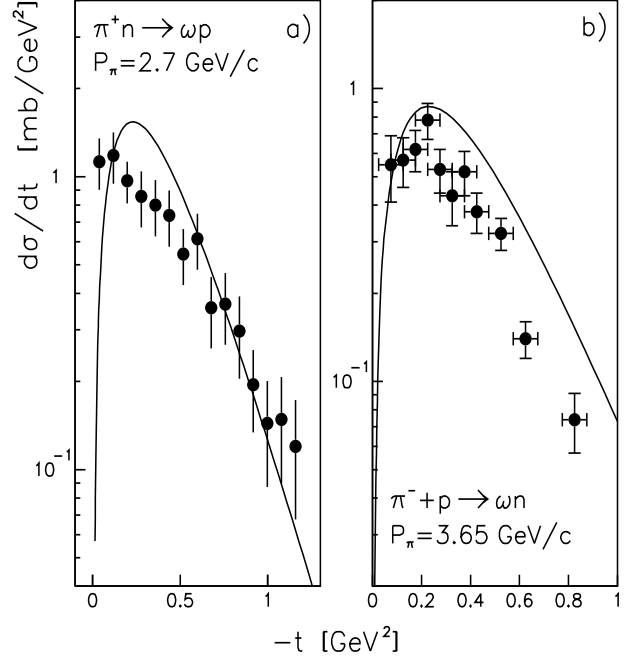 π⁺n → ωp
P_π=2.7 GeV/c
a)
dσ/dt [mb/GeV²]
1
10⁻¹
0
0.5
1
b)
1
10⁻¹
π⁻+p → ωn
P_π=3.65 GeV/c
0
0.2
0.4
0.6
0.8
1
−t [GeV²]